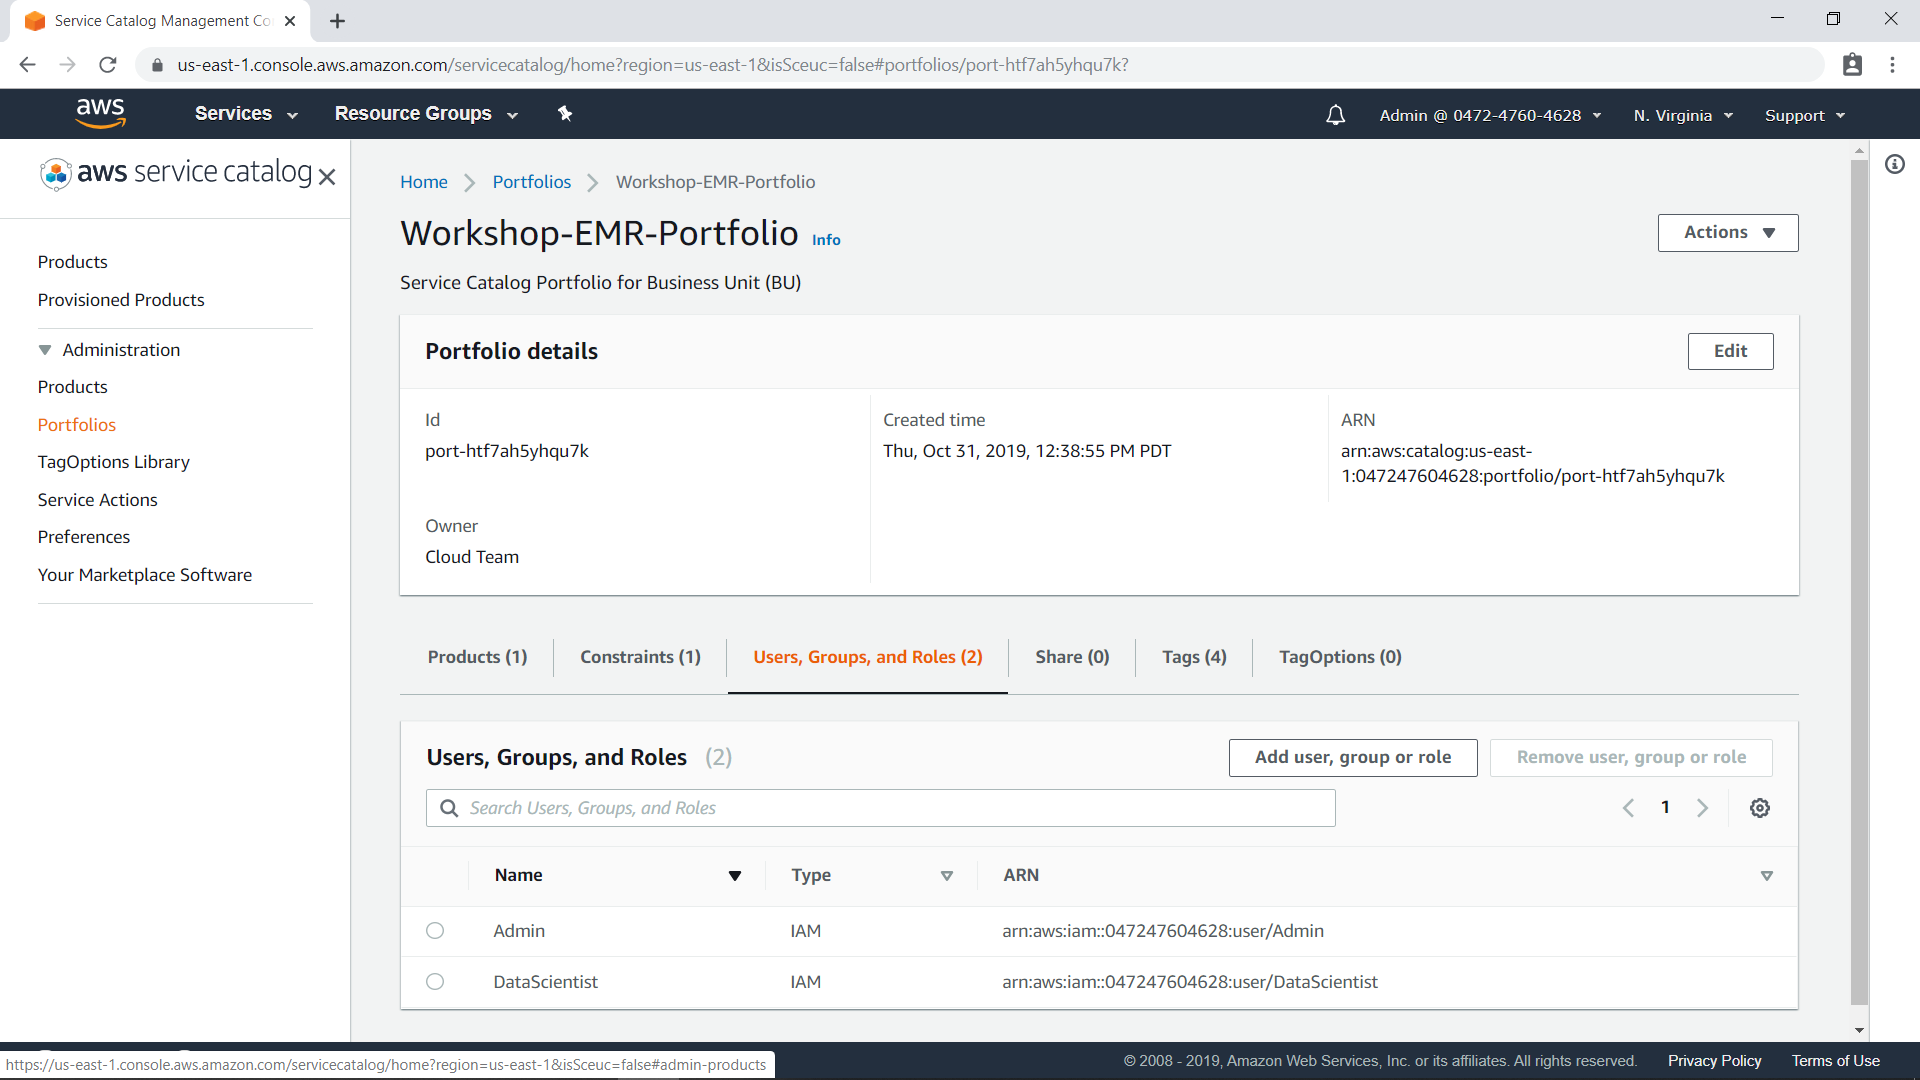 Service Catalog Management Co
us-east-1.console.aws.amazon.com/servicecatalog/home?region=us-east-1&isSceuc=false#portfolios/port-htf7ah5yhqu7k?
aws Services Resource Groups Admin @ 0472-4760-4628 N. Virginia Support
aws service catalog
Products
Provisioned Products
Administration
Products
Portfolios
TagOptions Library
Service Actions
Preferences
Your Marketplace Software
Home Portfolios Workshop-EMR-Portfolio
Workshop-EMR-Portfolio Info
Actions
Service Catalog Portfolio for Business Unit (BU)
Portfolio details
Edit
Id
port-htf7ah5yhqu7k
Created time
Thu, Oct 31, 2019, 12:38:55 PM PDT
ARN
arn:aws:catalog:us-east-
1:047247604628:portfolio/port-htf7ah5yhqu7k
Owner
Cloud Team
Products (1) Constraints (1) Users, Groups, and Roles (2) Share (0) Tags (4) TagOptions (0)
Users, Groups, and Roles (2)
Add user, group or role Remove user, group or role
Search Users, Groups, and Roles
1
Name Type ARN
Admin IAM arn:aws:iam::047247604628:user/Admin
DataScientist IAM arn:aws:iam::047247604628:user/DataScientist
https://us-east-1.console.aws.amazon.com/servicecatalog/home?region=us-east-1&isSceuc=false#admin-products
© 2008 - 2019, Amazon Web Services, Inc. or its affiliates. All rights reserved. Privacy Policy Terms of Use